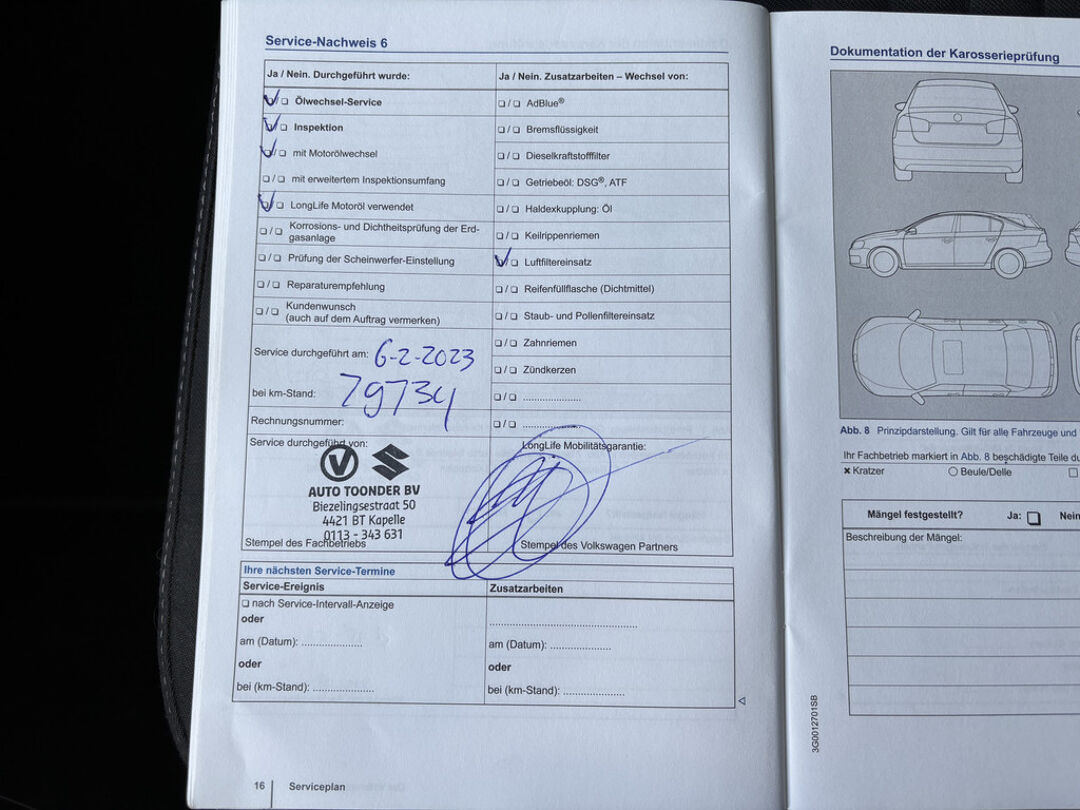 Service-Nachweis 6
Ja / Nein. Durchgeführt wurde:
❑/❑ Ölwechsel-Service
❑/❑ Inspektion
❑/❑ mit Motorölwechsel
❑/❑ mit erweitertem Inspektionsumfang
❑/❑ LongLife Motoröl verwendet
❑/❑ Korrosions- und Dichtheitsprüfung der Erd-
gasanlage
❑/❑ Prüfung der Scheinwerfer-Einstellung
❑/❑ Reparaturempfehlung
❑/❑ Kundenwunsch
(auch auf dem Auftrag vermerken)
Service durchgeführt am: 6-2-2023
bei km-Stand: 79734
Rechnungsnummer:
Service durchgeführt von:
AUTO TOONDER BV
Biezelingsestraat 50
4421 BT Kapelle
0113 - 343 631
Stempel des Fachbetriebs
Ja / Nein. Zusatzarbeiten – Wechsel von:
❑/❑ AdBlue®
❑/❑ Bremsflüssigkeit
❑/❑ Dieselkraftstofffilter
❑/❑ Getriebeöl: DSG®, ATF
❑/❑ Haldexkupplung: Öl
❑/❑ Keilrippenriemen
❑/❑ Luftfiltereinsatz
❑/❑ Reifenfüllflasche (Dichtmittel)
❑/❑ Staub- und Pollenfiltereinsatz
❑/❑ Zahnriemen
❑/❑ Zündkerzen
❑/❑ ....................
❑/❑ ....................
LongLife Mobilitätsgarantie:
Stempel des Volkswagen Partners
Ihre nächsten Service-Termine
Service-Ereignis
❑ nach Service-Intervall-Anzeige
oder
am (Datum): .....................
oder
bei (km-Stand): .....................
Zusatzarbeiten
..................................................
am (Datum): .....................
oder
bei (km-Stand): .....................
16 Serviceplan
Dokumentation der Karosserieprüfung
Abb. 8 Prinzipdarstellung. Gilt für alle Fahrzeuge und
Ihr Fachbetrieb markiert in Abb. 8 beschädigte Teile du
× Kratzer ○ Beule/Delle ❑
Mängel festgestellt? Ja: ❑ Nein
Beschreibung der Mängel:
3G0012701SB